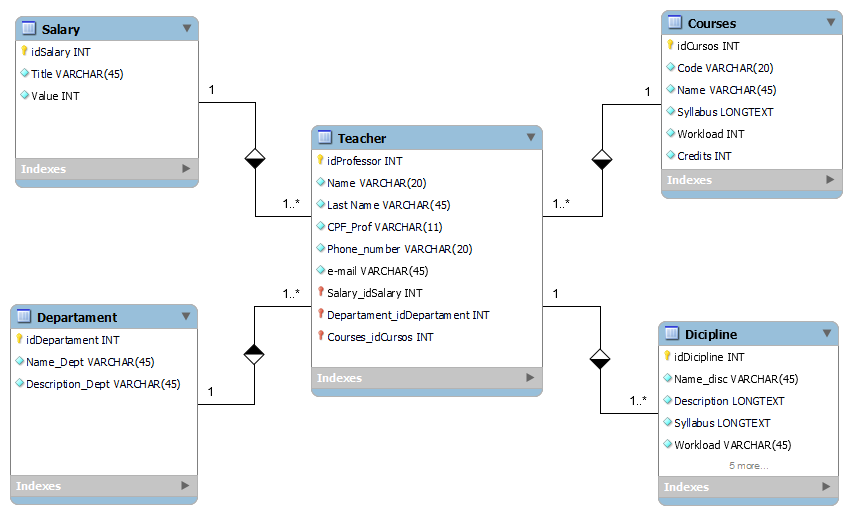 Salary
idSalary INT
Title VARCHAR(45)
Value INT
Indexes
1
1..*
Courses
idCursos INT
Code VARCHAR(20)
Name VARCHAR(45)
Syllabus LONGTEXT
Workload INT
Credits INT
Indexes
1
1..*
Teacher
idProfessor INT
Name VARCHAR(20)
Last Name VARCHAR(45)
CPF_Prof VARCHAR(11)
Phone_number VARCHAR(20)
e-mail VARCHAR(45)
Salary_idSalary INT
Departament_idDepartament INT
Courses_idCursos INT
Indexes
1..*
1
Departament
idDepartament INT
Name_Dept VARCHAR(45)
Description_Dept VARCHAR(45)
Indexes
1
1..*
Dicipline
idDicipline INT
Name_disc VARCHAR(45)
Description LONGTEXT
Syllabus LONGTEXT
Workload VARCHAR(45)
5 more...
Indexes